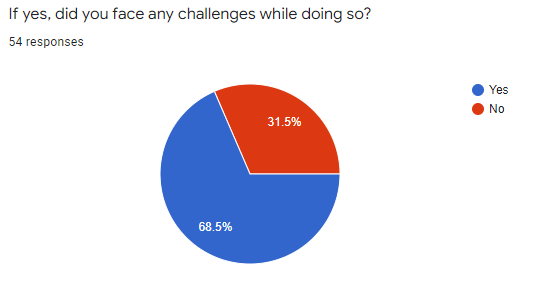 If yes, did you face any challenges while doing so?
54 responses
Yes
No
31.5%
68.5%